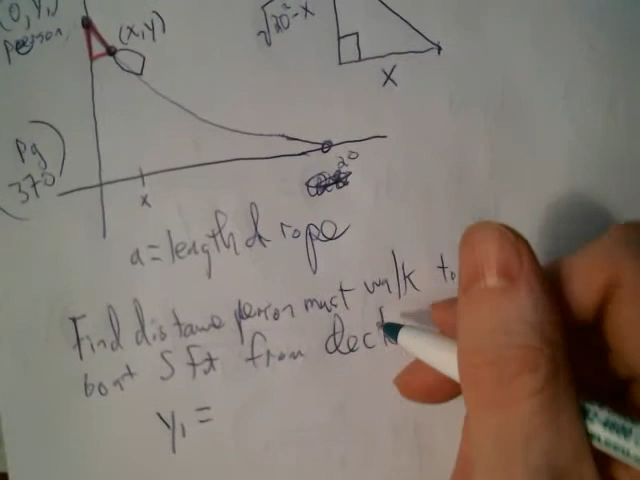 (0, y₁)
person
(x,y)
√20²-x
x
Pg
370
x
20
a = length of rope
Find distance person must walk to
boat 5 ft from dock
y₁ =